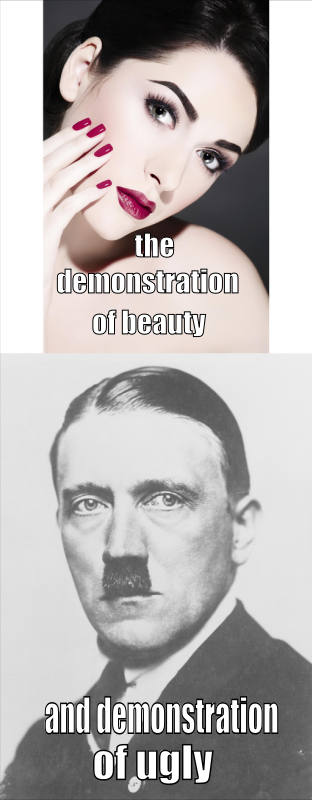 the
demonstration
of beauty
and demonstration
of ugly